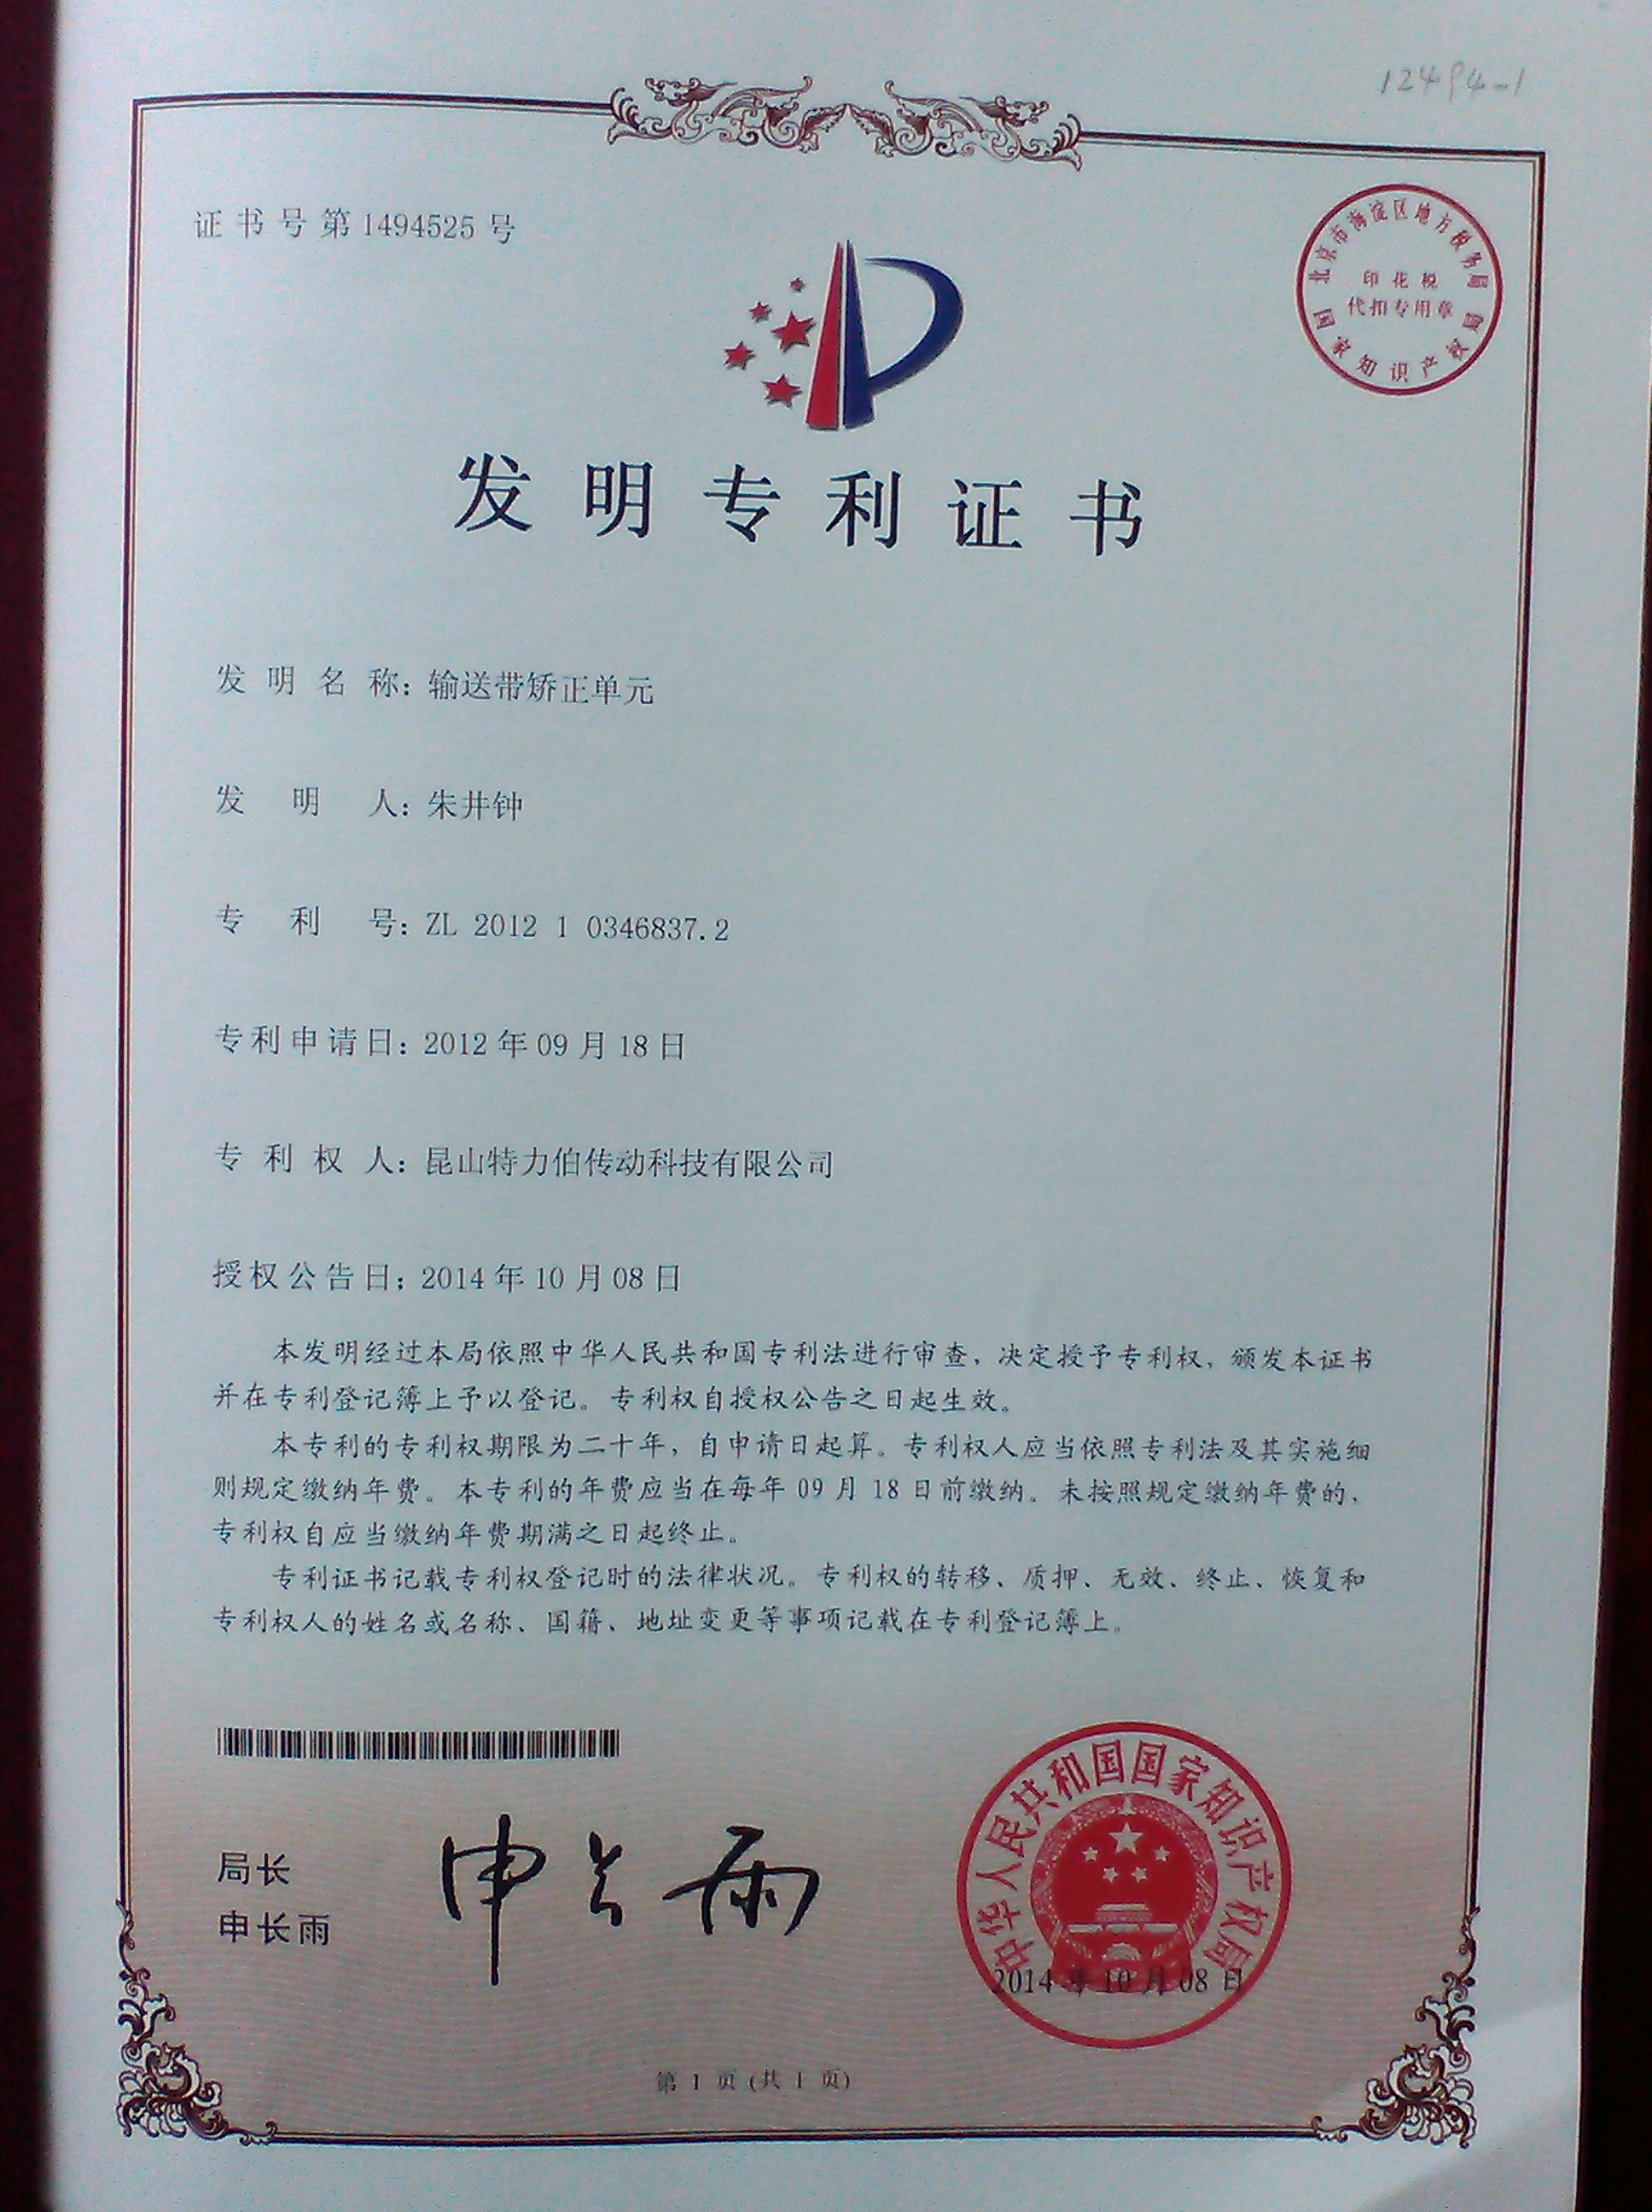 12494-1
证书号第1494525号
北京市海淀区地方税务局
印花税
代扣专用章
国家知识产权局
发明专利证书
发明名称：输送带矫正单元
发明人：朱井钟
专利号：ZL 2012 1 0346837.2
专利申请日：2012年09月18日
专利权人：昆山特力伯传动科技有限公司
授权公告日：2014年10月08日
本发明经过本局依照中华人民共和国专利法进行审查，决定授予专利权，颁发本证书
并在专利登记簿上予以登记。专利权自授权公告之日起生效。
本专利的专利权期限为二十年，自申请日起算。专利权人应当依照专利法及其实施细
则规定缴纳年费。本专利的年费应当在每年09月18日前缴纳。未按照规定缴纳年费的，
专利权自应当缴纳年费期满之日起终止。
专利证书记载专利权登记时的法律状况。专利权的转移、质押、无效、终止、恢复和
专利权人的姓名或名称、国籍、地址变更等事项记载在专利登记簿上。
局长
申长雨
申长雨
中华人民共和国国家知识产权局
2014年10月08日
第 1 页 (共 1 页)